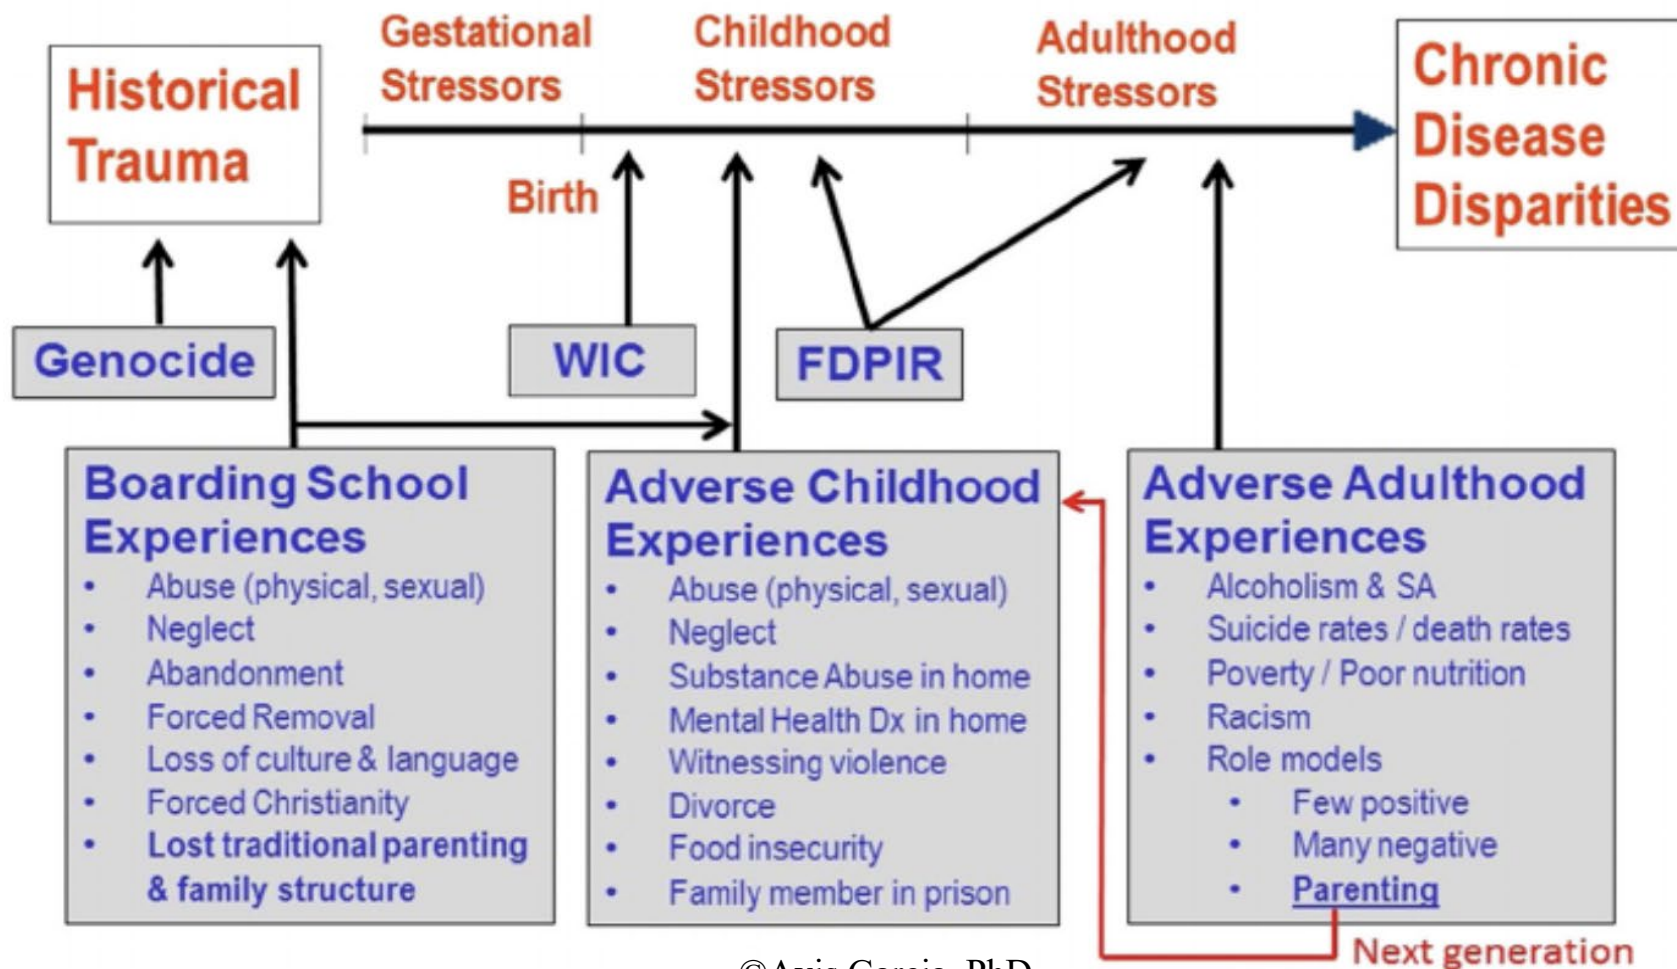 Historical
Trauma
Gestational
Stressors
Childhood
Stressors
Adulthood
Stressors
Chronic
Disease
Disparities
Birth
Genocide
WIC
FDPIR
Boarding School
Experiences
• Abuse (physical, sexual)
• Neglect
• Abandonment
• Forced Removal
• Loss of culture & language
• Forced Christianity
• Lost traditional parenting
& family structure
Adverse Childhood
Experiences
• Abuse (physical, sexual)
• Neglect
• Substance Abuse in home
• Mental Health Dx in home
• Witnessing violence
• Divorce
• Food insecurity
• Family member in prison
Adverse Adulthood
Experiences
• Alcoholism & SA
• Suicide rates / death rates
• Poverty / Poor nutrition
• Racism
• Role models
• Few positive
• Many negative
• Parenting
Next generation
©Avis Garcia, PhD